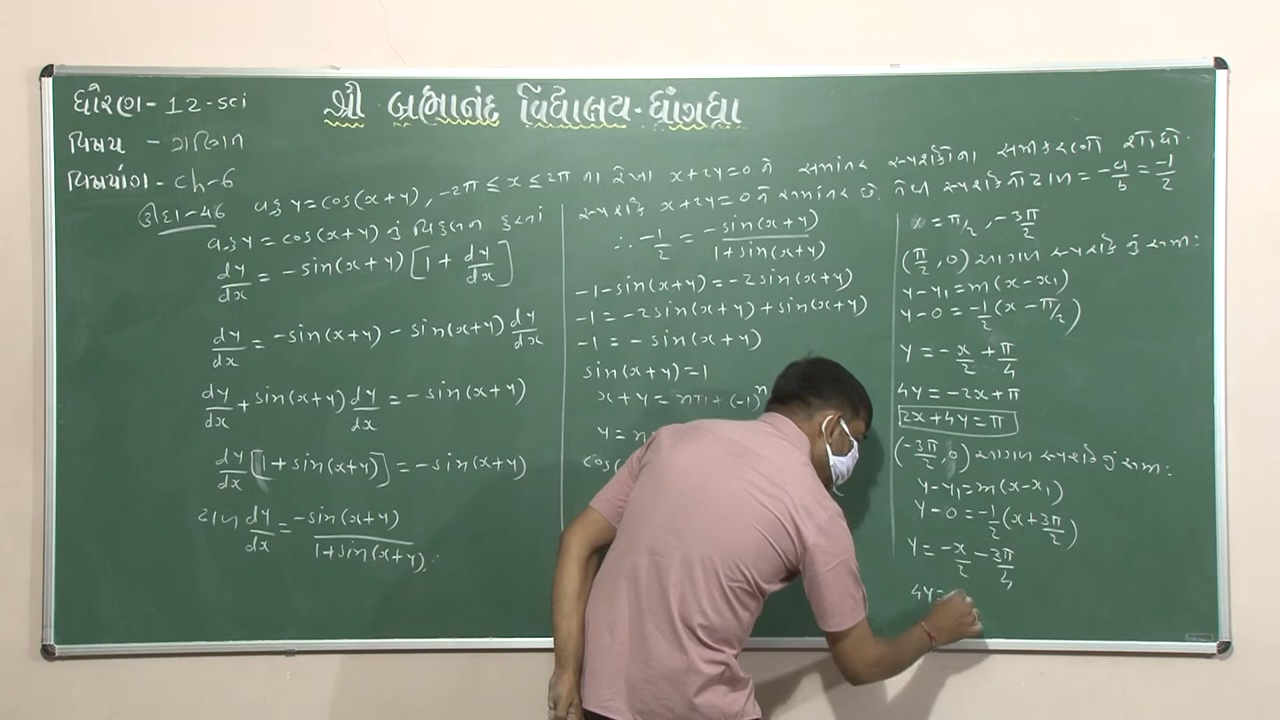 શ્રી બ્રહ્માનંદ વિદ્યાલય-ધ્રાંગધ્રા
ધોરણ - 12-sci
વિષય - ગણિત
વિષયાંગ - ch-6
ઉદા-46 વક્ર y=cos(x+y), -2π ≤ x ≤ 2π ના રેખા x+2y=0 ને સમાંતર સ્પર્શકોના સમીકરણો શોધો.
વક્ર y = cos(x+y) નું વિકલન કરતાં
dy/dx = -sin(x+y) [1 + dy/dx]
dy/dx = -sin(x+y) - sin(x+y) dy/dx
dy/dx + sin(x+y) dy/dx = -sin(x+y)
dy/dx [1+sin(x+y)] = -sin(x+y)
ઢાળ dy/dx = -sin(x+y)/1+sin(x+y)
સ્પર્શક x+2y=0 ને સમાંતર છે. તેથી સ્પર્શકનો ઢાળ = -a/b = -1/2
∴ -1/2 = -sin(x+y)/1+sin(x+y)
-1-sin(x+y) = -2sin(x+y)
-1 = -2sin(x+y) + sin(x+y)
-1 = -sin(x+y)
sin(x+y) = 1
x+y = nπ + (-1)^n
y = n
cos(
x = π/2, -3π/2
(π/2, 0) આગળ સ્પર્શકનું સમી:
y-y₁ = m(x-x₁)
y-0 = -1/2 (x - π/2)
y = -x/2 + π/4
4y = -2x+π
2x+4y = π
(-3π/2, 0) આગળ સ્પર્શકનું સમી:
y-y₁ = m(x-x₁)
y-0 = -1/2 (x+3π/2)
y = -x/2 - 3π/4
4y =